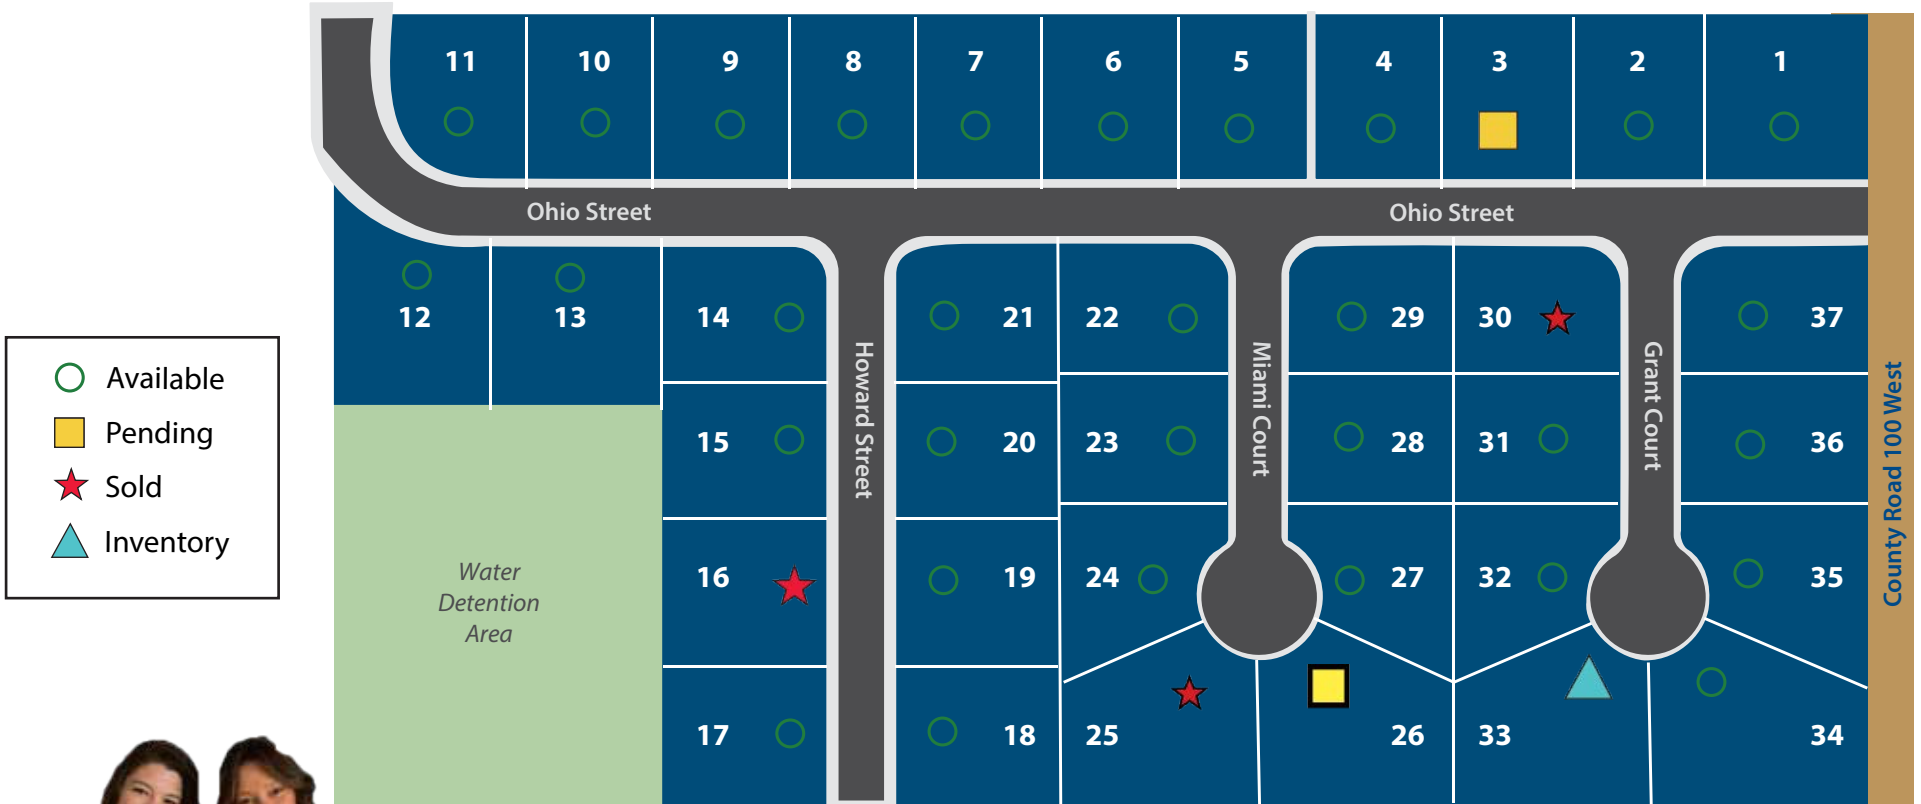 11 10 9 8 7 6 5 4 3 2 1
Ohio Street Ohio Street
12 13 14 21 22 29 30 37
Howard Street
Miami Court
Grant Court
County Road 100 West
Available
Pending
Sold
Inventory
15 20 23 28 31 36
16 19 24 27 32 35
Water
Detention
Area
17 18 25 26 33 34